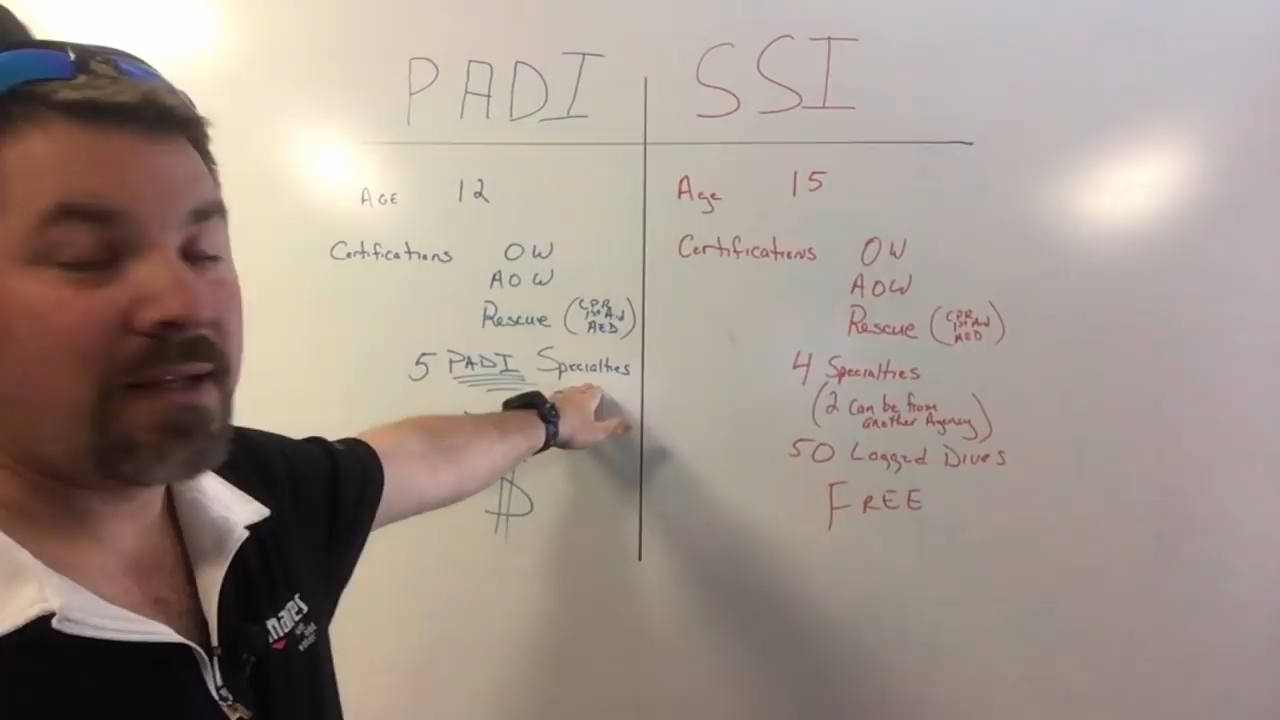 PADI
SSI
AGE 12
Age 15
Certifications OW
AOW
Rescue (CPR
1st Aid
AED)
5 PADI Specialties
$
Certifications OW
AOW
Rescue (CPR
1st Aid
AED)
4 Specialties
(2 can be from
another Agency)
50 Logged Dives
FREE
mares